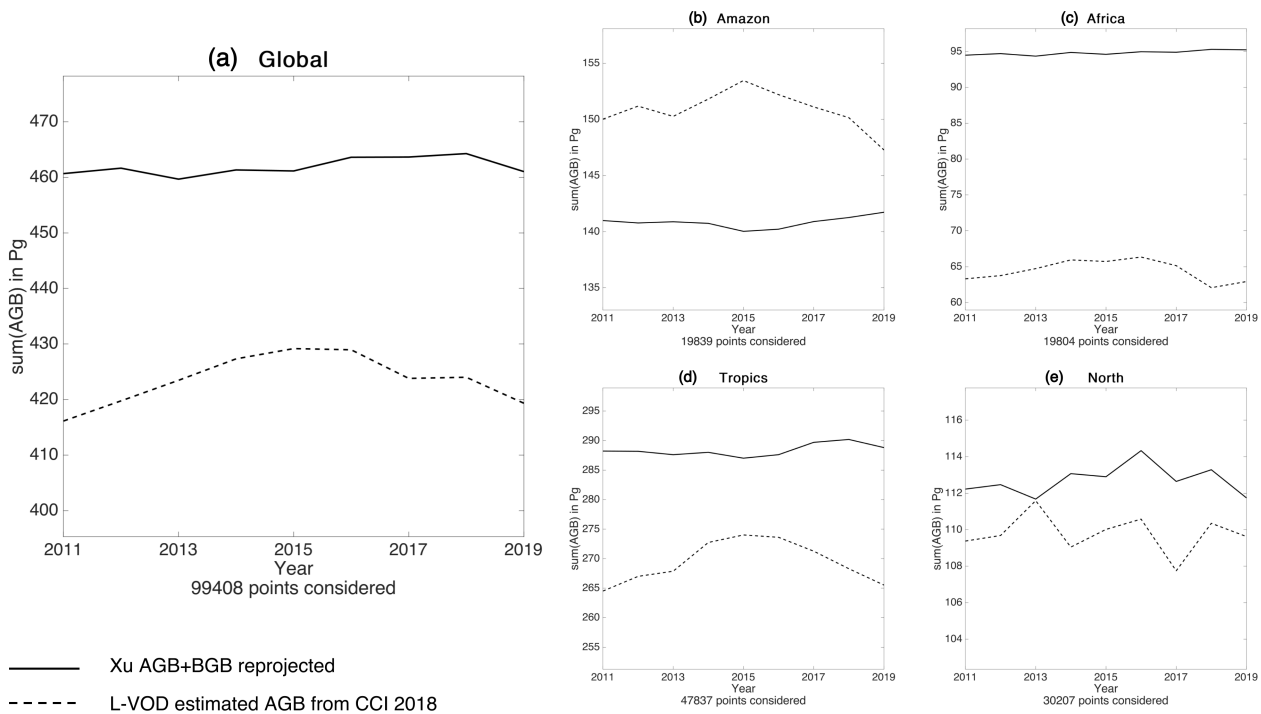 (a) Global
470
460
450
440
430
420
410
400
sum(AGB) in Pg
2011 2013 2015 2017 2019
Year
99408 points considered
(b) Amazon
155
150
145
140
135
sum(AGB) in Pg
2011 2013 2015 2017 2019
Year
19839 points considered
(c) Africa
95
90
85
80
75
70
65
60
sum(AGB) in Pg
2011 2013 2015 2017 2019
Year
19804 points considered
(d) Tropics
295
290
285
280
275
270
265
260
255
sum(AGB) in Pg
2011 2013 2015 2017 2019
Year
47837 points considered
(e) North
116
114
112
110
108
106
104
sum(AGB) in Pg
2011 2013 2015 2017 2019
Year
30207 points considered
Xu AGB+BGB reprojected
L-VOD estimated AGB from CCI 2018